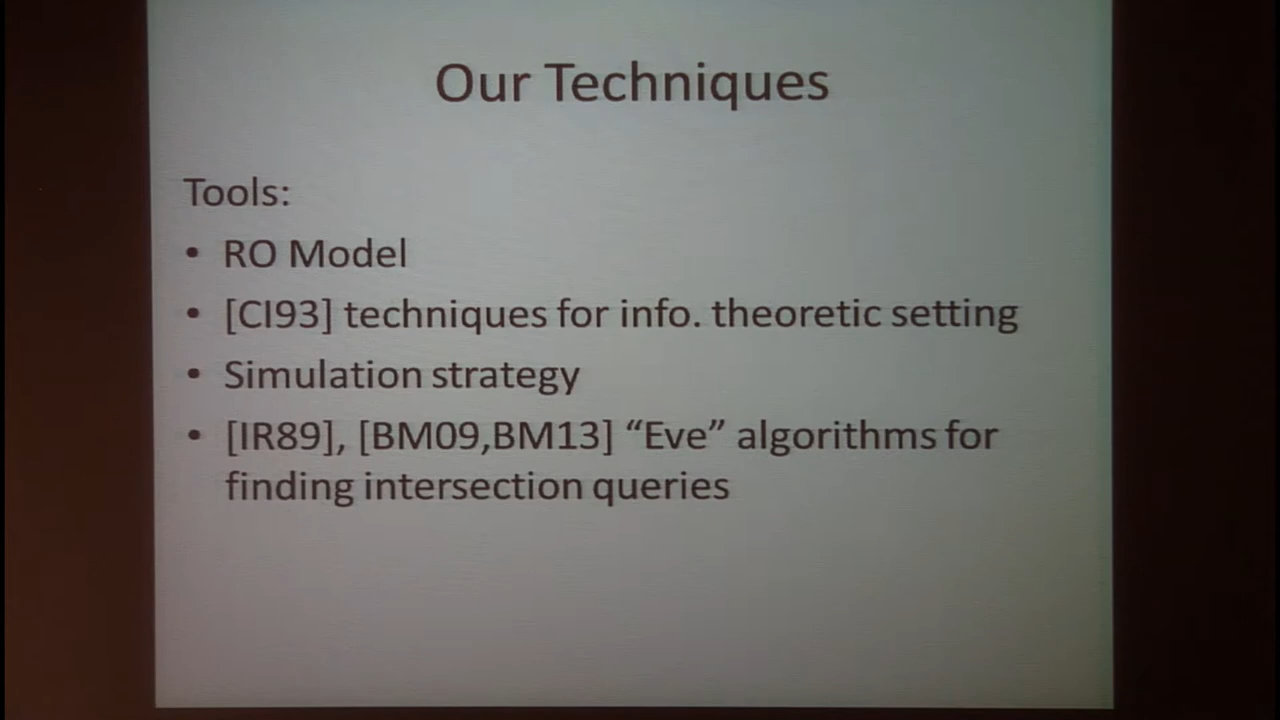 Our Techniques
Tools:
• RO Model
• [CI93] techniques for info. theoretic setting
• Simulation strategy
• [IR89], [BM09,BM13] “Eve” algorithms for
finding intersection queries